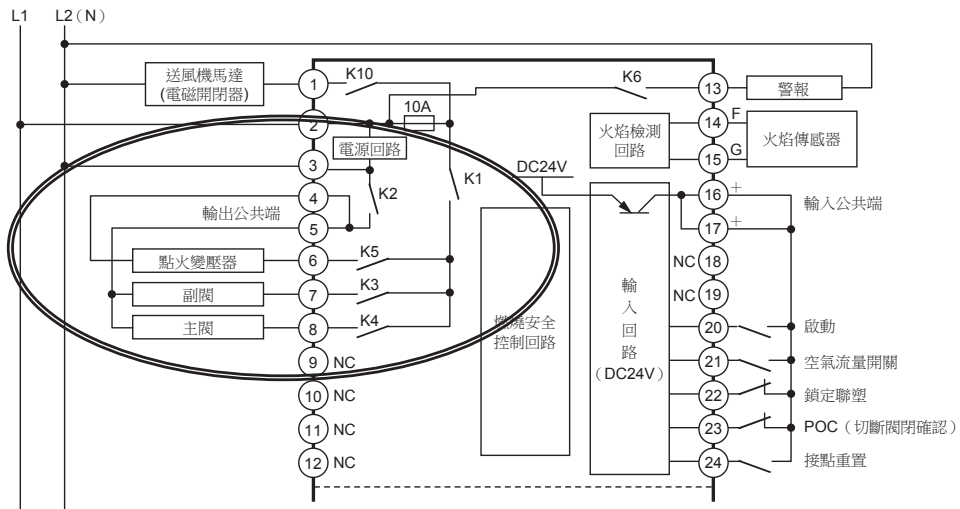 L1
L2(N)
送風機馬達
(電磁開閉器)
1
K10
K6
13
警報
2
10A
14
F
火焰檢測
回路
火焰傳感器
電源回路
15
G
3
DC24V
K1
16
+
4
K2
輸入公共端
輸出公共端
5
17
+
點火變壓器
6
K5
NC
18
副閥
7
K3
NC
19
主閥
8
K4
燃燒安全
控制回路
輸
入
回
路
(DC24V)
20
啟動
9
NC
21
空氣流量開關
10
NC
22
鎖定聯塑
11
NC
23
POC(切斷閥閉確認)
12
NC
24
接點重置